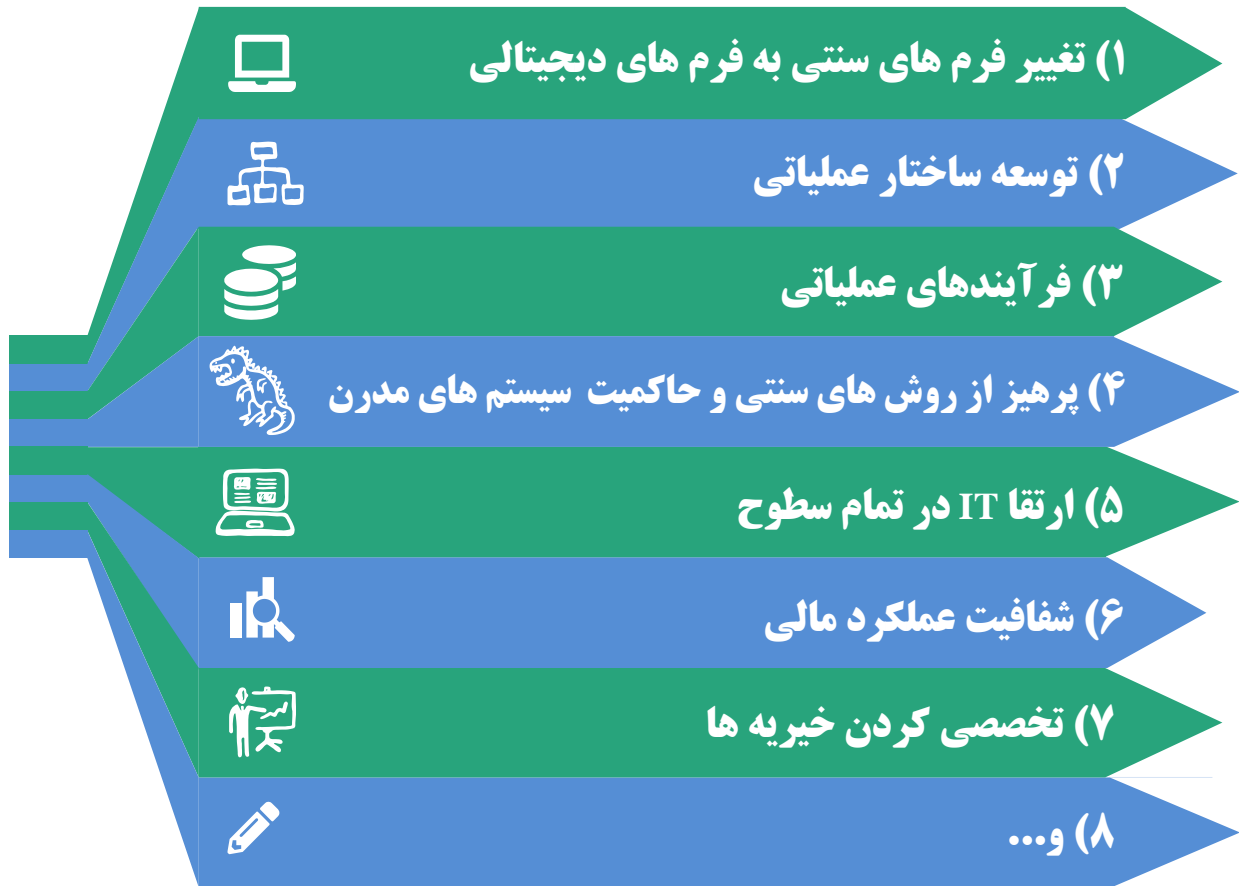 ۱) تغییر فرم های سنتی به فرم های دیجیتالی
۲) توسعه ساختار عملیاتی
۳) فرآیندهای عملیاتی
۴) پرهیز از روش های سنتی و حاکمیت سیستم های مدرن
۵) ارتقا IT در تمام سطوح
۶) شفافیت عملکرد مالی
۷) تخصصی کردن خیریه ها
۸) و...